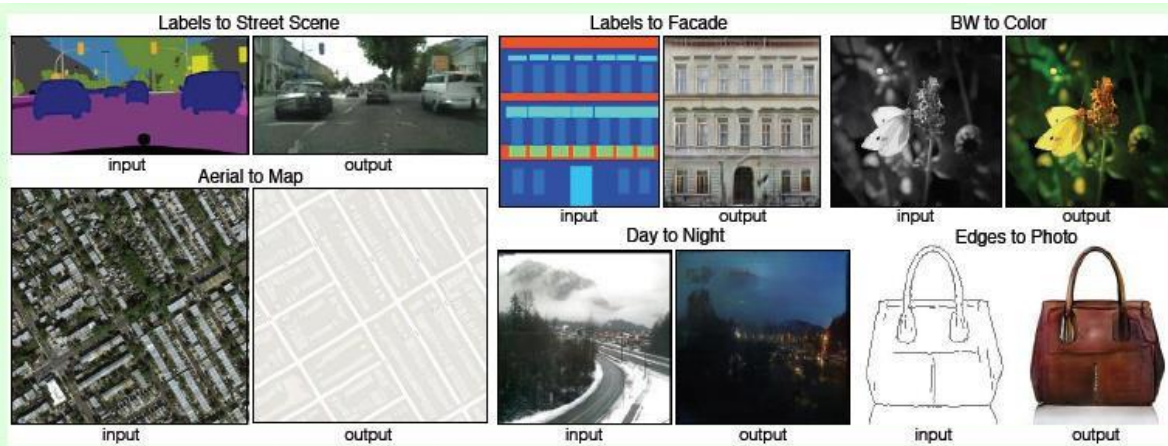 Labels to Street Scene
input
output
Aerial to Map
input
output
Labels to Facade
input
output
BW to Color
input
output
Day to Night
input
output
Edges to Photo
input
output